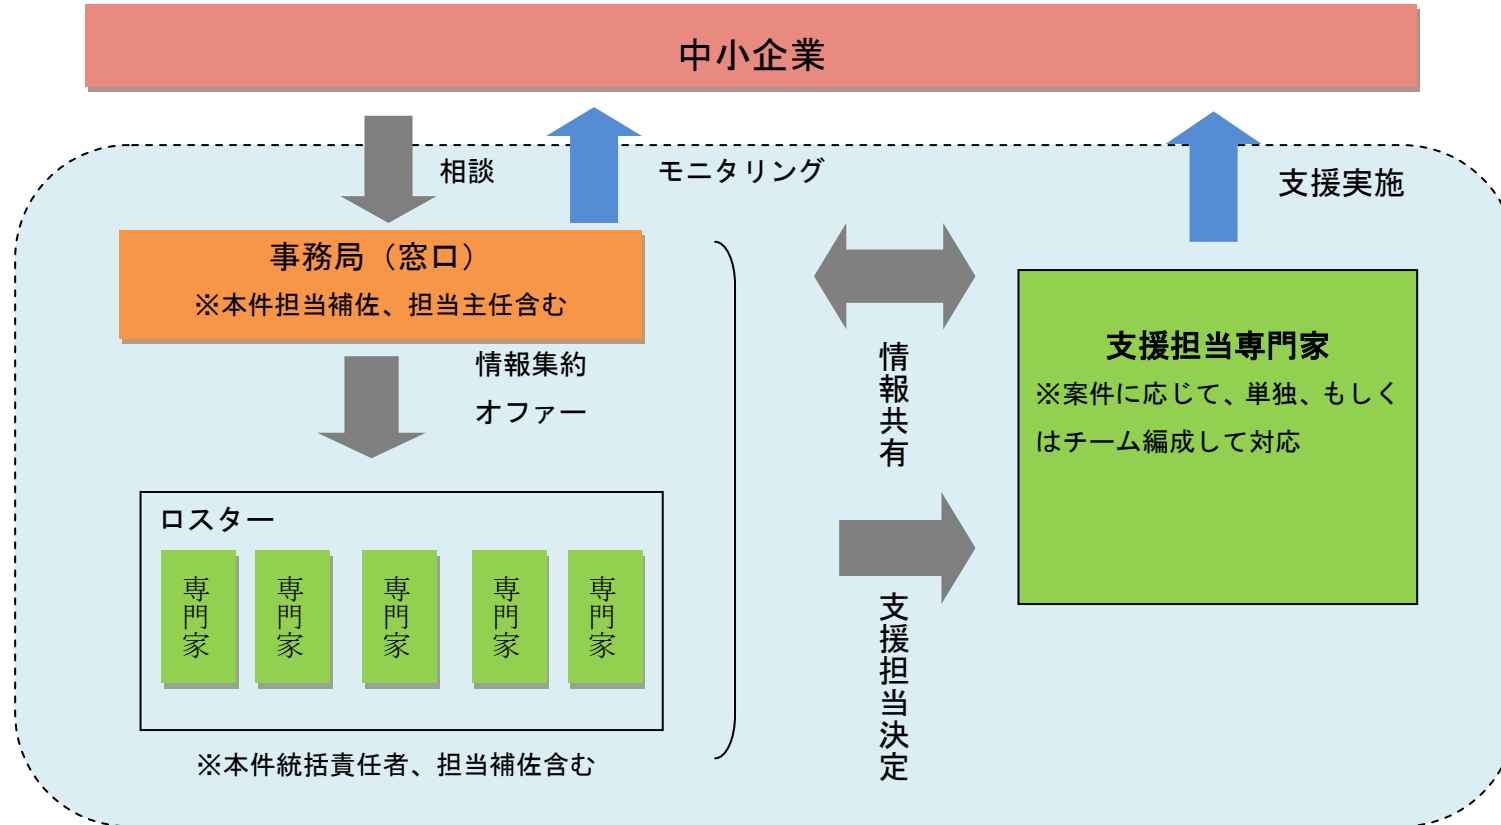 中小企業
相談
モニタリング
支援実施
事務局（窓口）
※本件担当補佐、担当主任含む
情報集約
オファー
ロスター
専門家
専門家
専門家
専門家
専門家
※本件統括責任者、担当補佐含む
情報共有
支援担当決定
支援担当専門家
※案件に応じて、単独、もしく
はチーム編成して対応